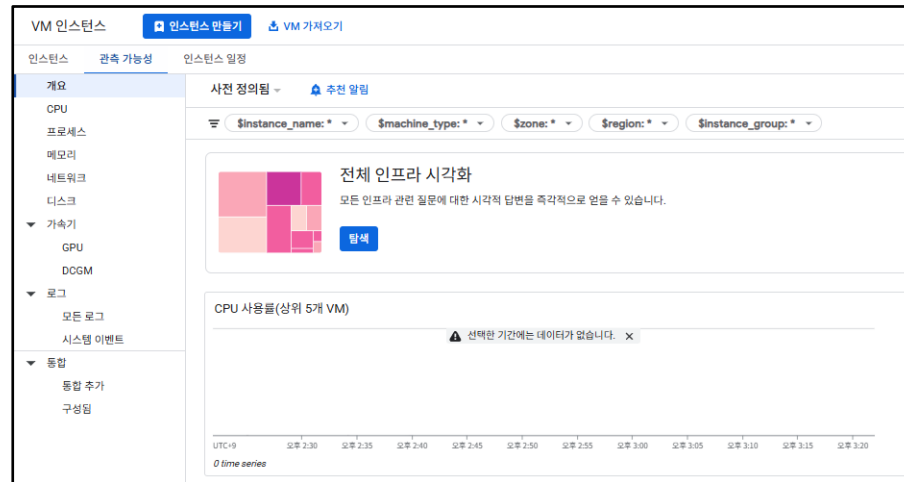 VM 인스턴스 인스턴스 만들기 VM 가져오기
인스턴스 관측 가능성 인스턴스 일정
개요
CPU
프로세스
메모리
네트워크
디스크
가속기
GPU
DCGM
로그
모든 로그
시스템 이벤트
통합
통합 추가
구성됨
사전 정의됨 추천 알림
$instance_name: * $machine_type: * $zone: * $region: * $instance_group: *
전체 인프라 시각화
모든 인프라 관련 질문에 대한 시각적 답변을 즉각적으로 얻을 수 있습니다.
탐색
CPU 사용률(상위 5개 VM)
선택한 기간에는 데이터가 없습니다.
UTC+9 오후 2:30 오후 2:35 오후 2:40 오후 2:45 오후 2:50 오후 2:55 오후 3:00 오후 3:05 오후 3:10 오후 3:15 오후 3:20
0 time series